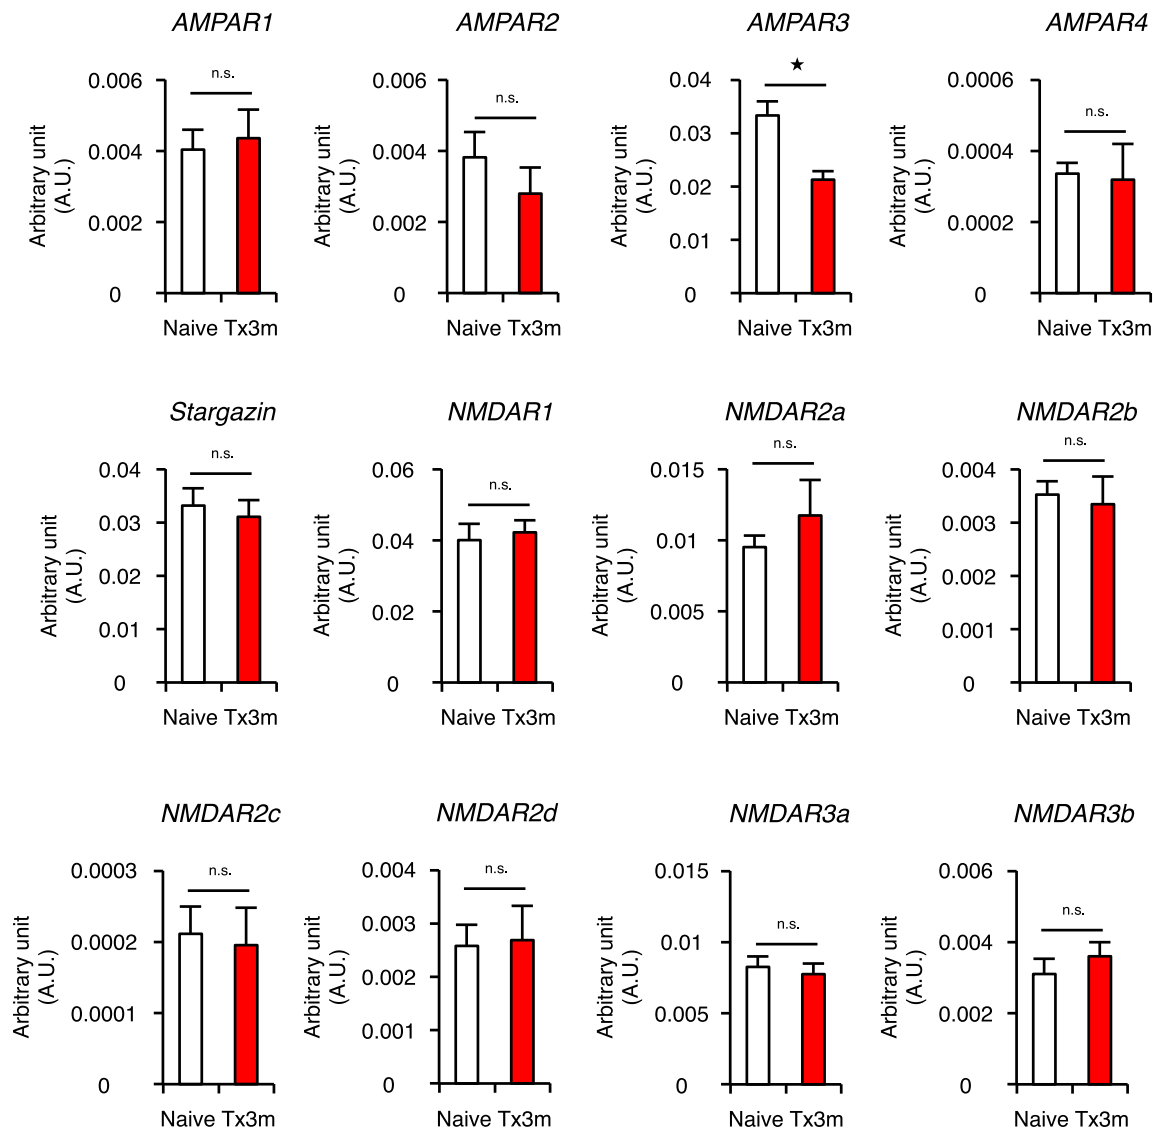 AMPAR1
AMPAR2
AMPAR3
AMPAR4
Arbitrary unit
(A.U.)
0.006
0.004
0.002
0
n.s.
Naive Tx3m
Arbitrary unit
(A.U.)
0.006
0.004
0.002
0
n.s.
Naive Tx3m
Arbitrary unit
(A.U.)
0.04
0.03
0.02
0.01
0
★
Naive Tx3m
Arbitrary unit
(A.U.)
0.0006
0.0004
0.0002
0
n.s.
Naive Tx3m
Stargazin
NMDAR1
NMDAR2a
NMDAR2b
Arbitrary unit
(A.U.)
0.04
0.03
0.02
0.01
0
n.s.
Naive Tx3m
Arbitrary unit
(A.U.)
0.06
0.04
0.02
0
n.s.
Naive Tx3m
Arbitrary unit
(A.U.)
0.015
0.010
0.005
0
n.s.
Naive Tx3m
Arbitrary unit
(A.U.)
0.004
0.003
0.002
0.001
0
n.s.
Naive Tx3m
NMDAR2c
NMDAR2d
NMDAR3a
NMDAR3b
Arbitrary unit
(A.U.)
0.0003
0.0002
0.0001
0
n.s.
Naive Tx3m
Arbitrary unit
(A.U.)
0.004
0.003
0.002
0.001
0
n.s.
Naive Tx3m
Arbitrary unit
(A.U.)
0.015
0.01
0.005
0
n.s.
Naive Tx3m
Arbitrary unit
(A.U.)
0.006
0.004
0.002
0
n.s.
Naive Tx3m